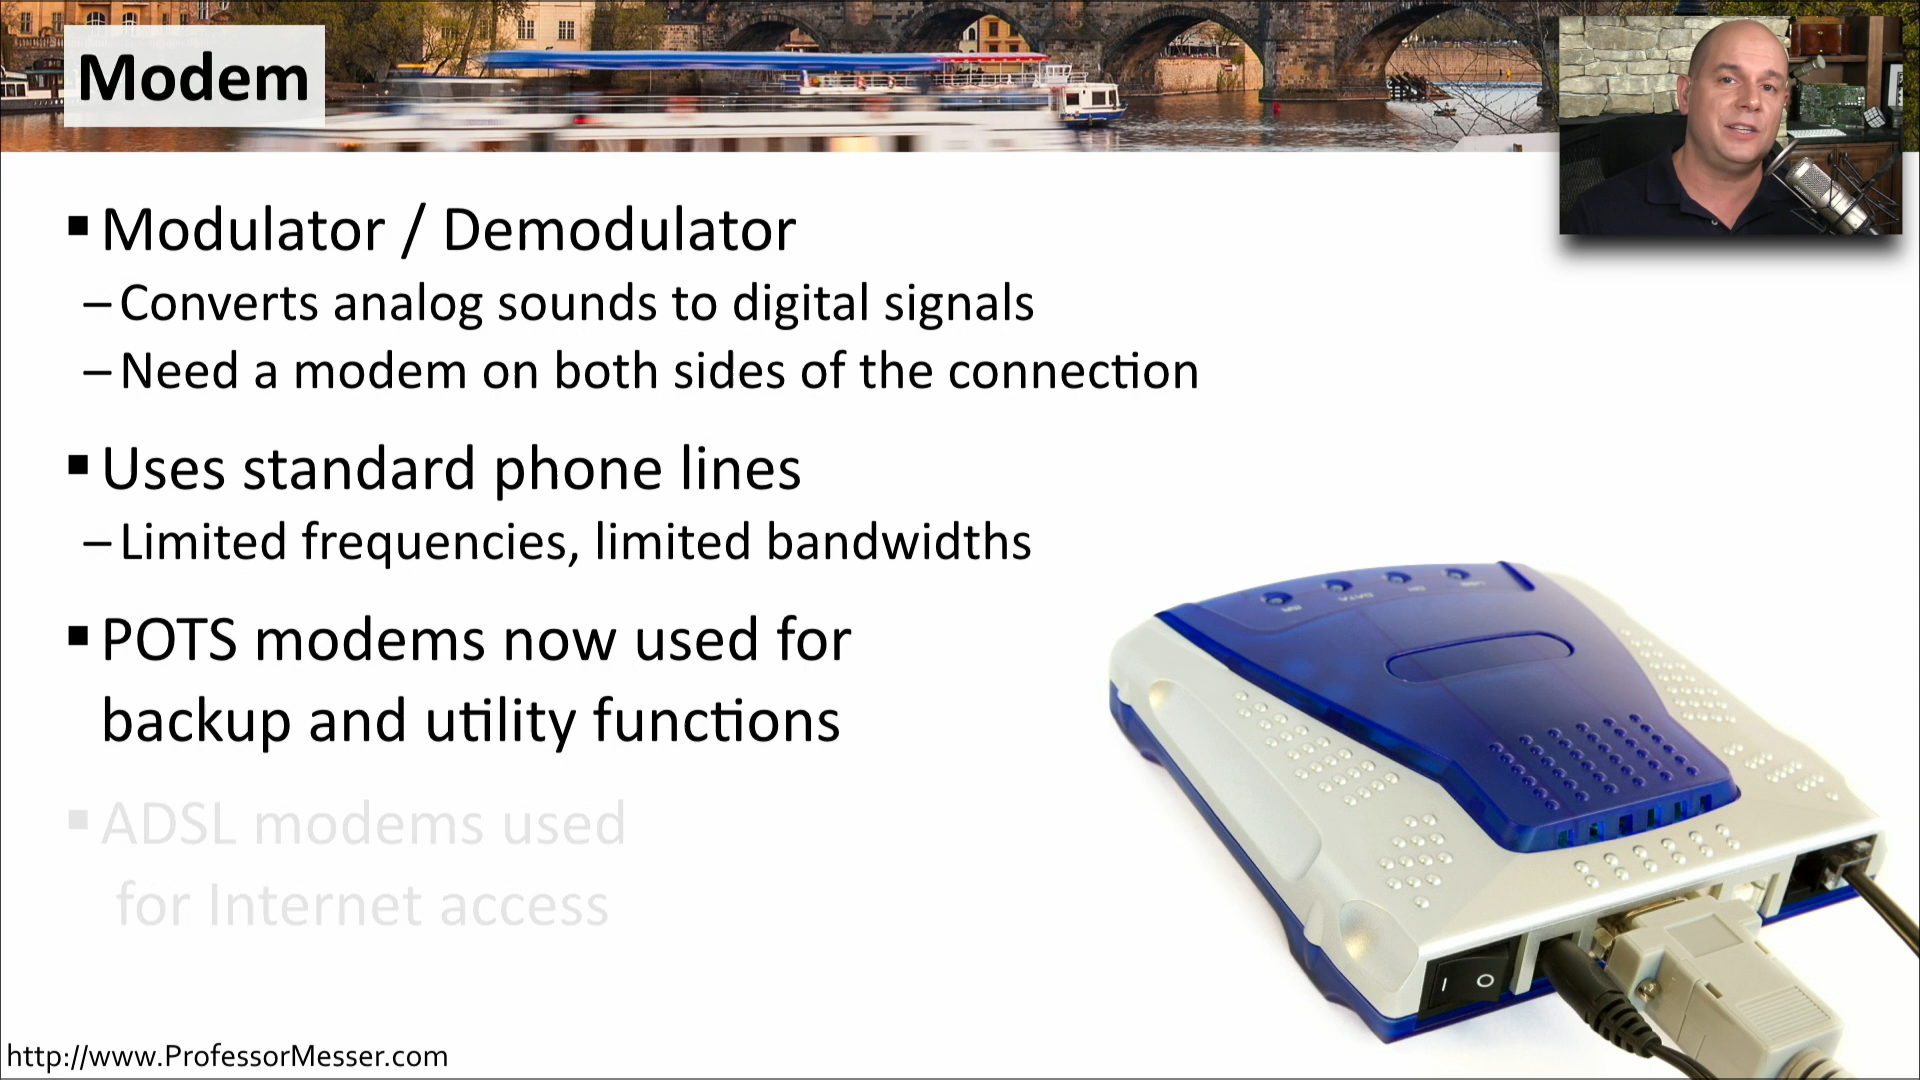 Modem
▪ Modulator / Demodulator
– Converts analog sounds to digital signals
– Need a modem on both sides of the connection
▪ Uses standard phone lines
– Limited frequencies, limited bandwidths
▪ POTS modems now used for
backup and utility functions
▪ ADSL modems used
for Internet access
DATA
I O
http://www.ProfessorMesser.com